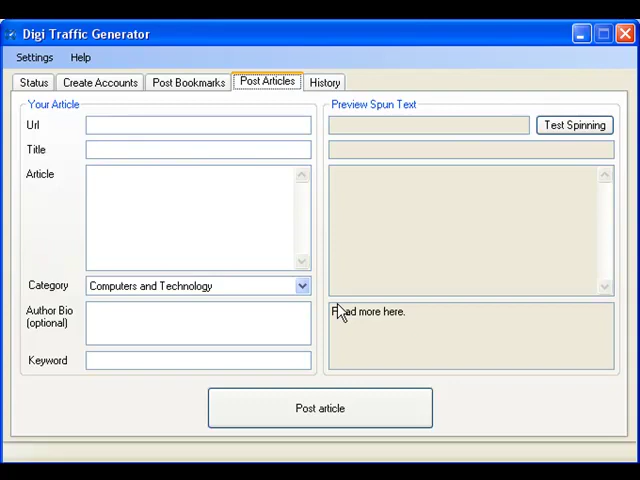 Digi Traffic Generator
Settings Help
Status Create Accounts Post Bookmarks Post Articles History
Your Article
Preview Spun Text
Url
Test Spinning
Title
Article
Category
Computers and Technology
Author Bio
(optional)
Read more here.
Keyword
Post article